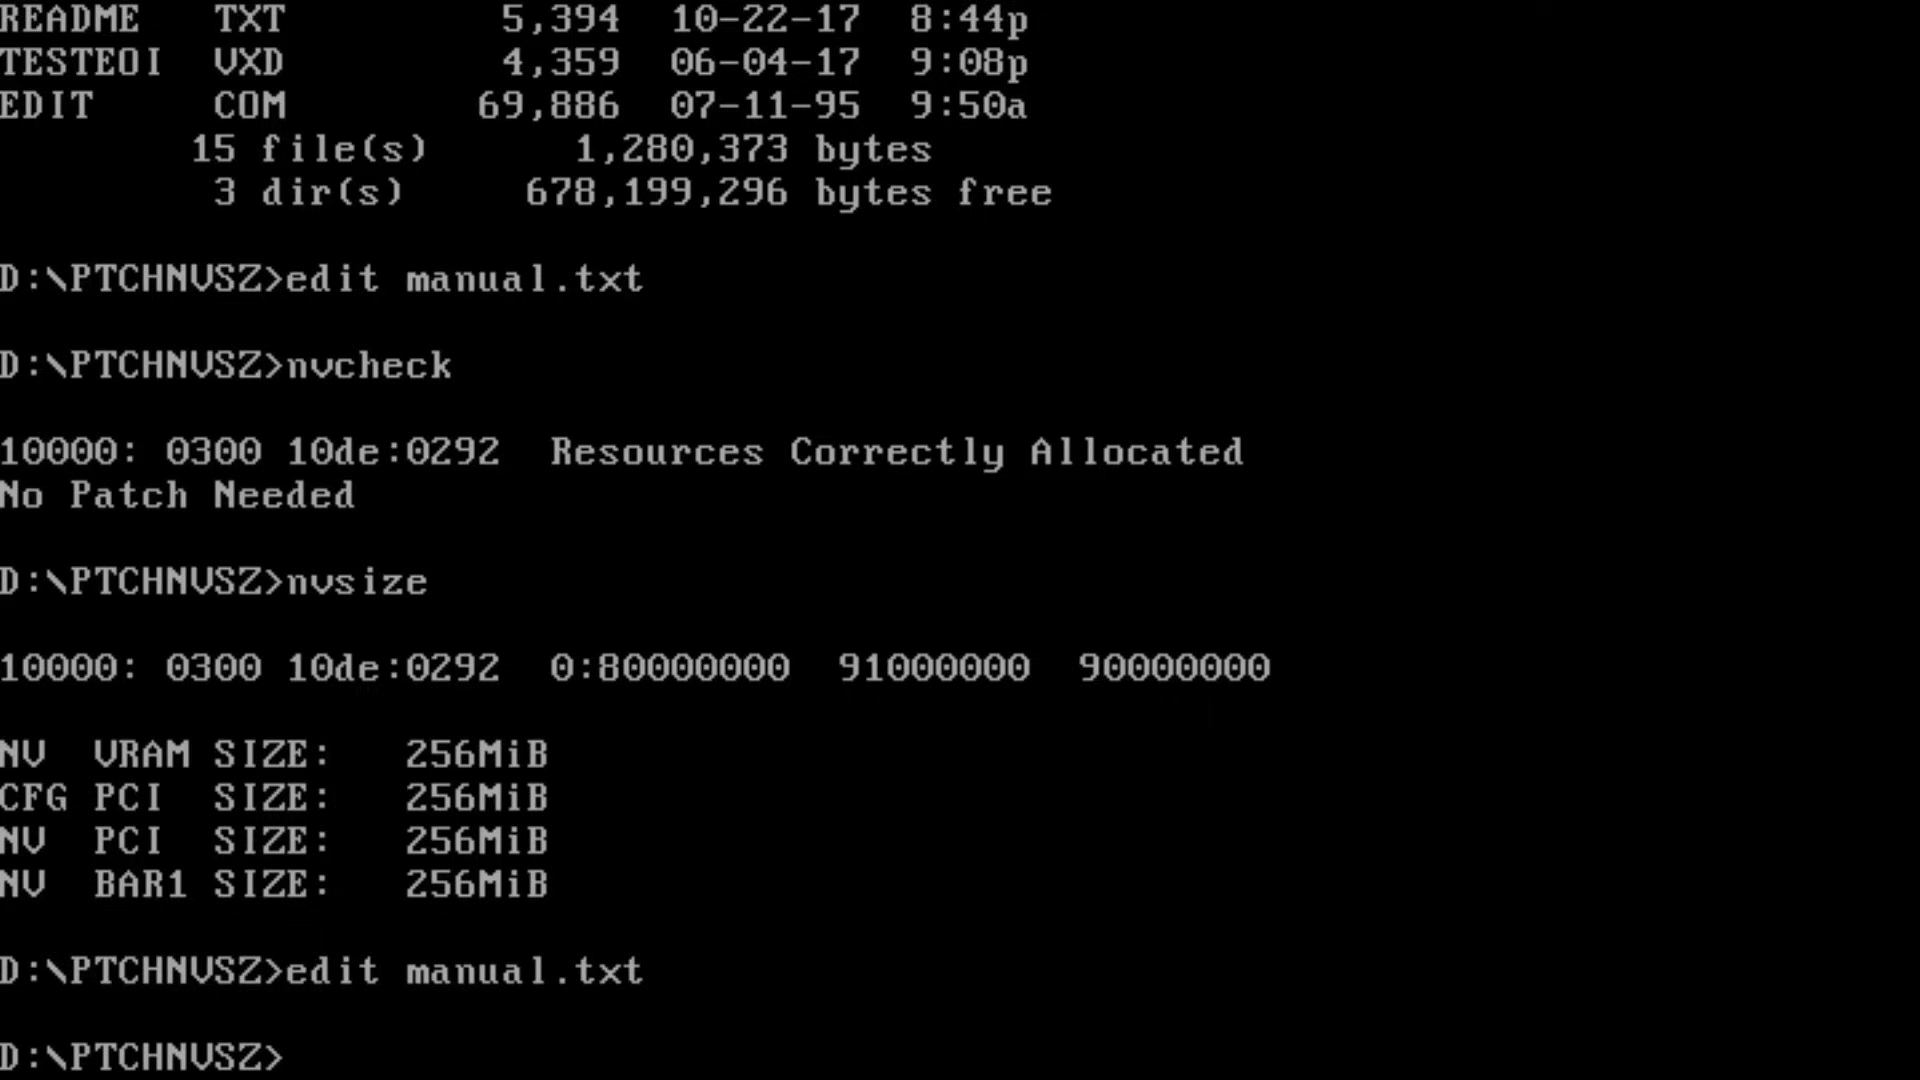 README   TXT         5,394  10-22-17  8:44p
TESTEOI  VXD         4,359  06-04-17  9:08p
EDIT     COM        69,886  07-11-95  9:50a
        15 file(s)      1,280,373 bytes
         3 dir(s)     678,199,296 bytes free
D:\PTCHNVSZ>edit manual.txt
D:\PTCHNVSZ>nvcheck
10000: 0300 10de:0292  Resources Correctly Allocated
No Patch Needed
D:\PTCHNVSZ>nvsize
10000: 0300 10de:0292  0:80000000  91000000  90000000
NV  VRAM SIZE:   256MiB
CFG PCI  SIZE:   256MiB
NV  PCI  SIZE:   256MiB
NV  BAR1 SIZE:   256MiB
D:\PTCHNVSZ>edit manual.txt
D:\PTCHNVSZ>